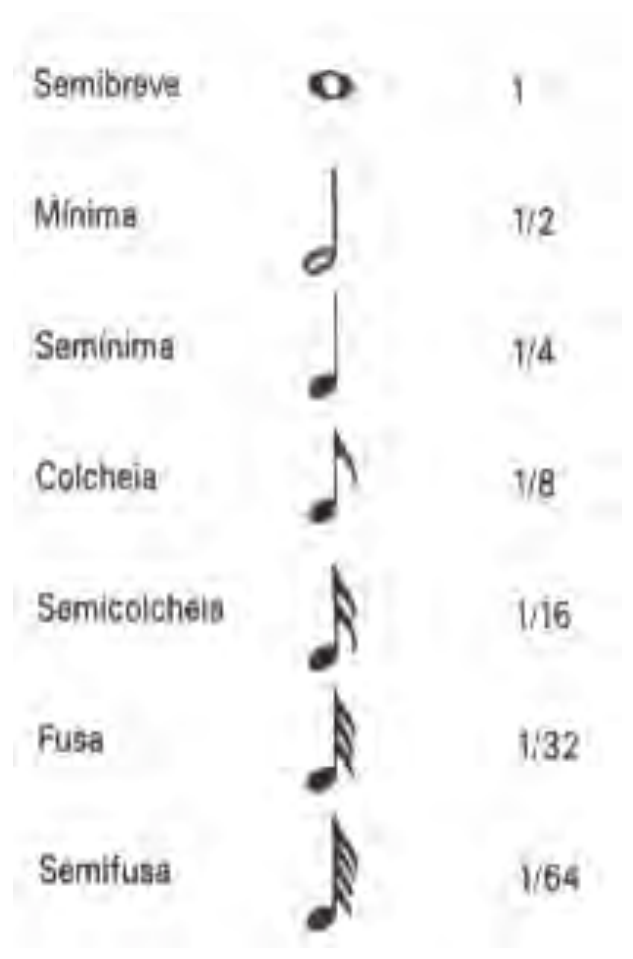 Semibreve 1
Mínima 1/2
Semínima 1/4
Colcheia 1/8
Semicolcheia 1/16
Fusa 1/32
Semifusa 1/64